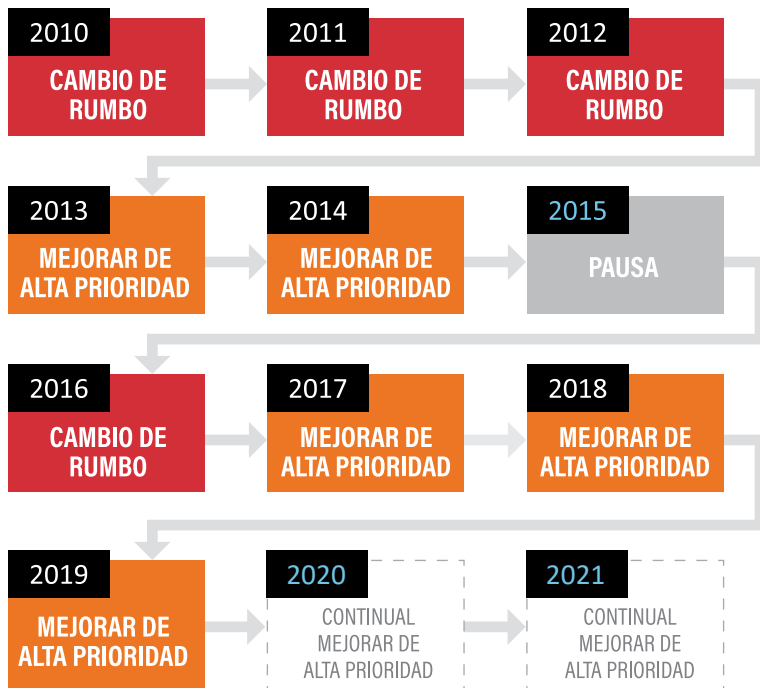 2010
CAMBIO DE
RUMBO
2011
CAMBIO DE
RUMBO
2012
CAMBIO DE
RUMBO
2013
MEJORAR DE
ALTA PRIORIDAD
2014
MEJORAR DE
ALTA PRIORIDAD
2015
PAUSA
2016
CAMBIO DE
RUMBO
2017
MEJORAR DE
ALTA PRIORIDAD
2018
MEJORAR DE
ALTA PRIORIDAD
2019
MEJORAR DE
ALTA PRIORIDAD
2020
CONTINUAL
MEJORAR DE
ALTA PRIORIDAD
2021
CONTINUAL
MEJORAR DE
ALTA PRIORIDAD